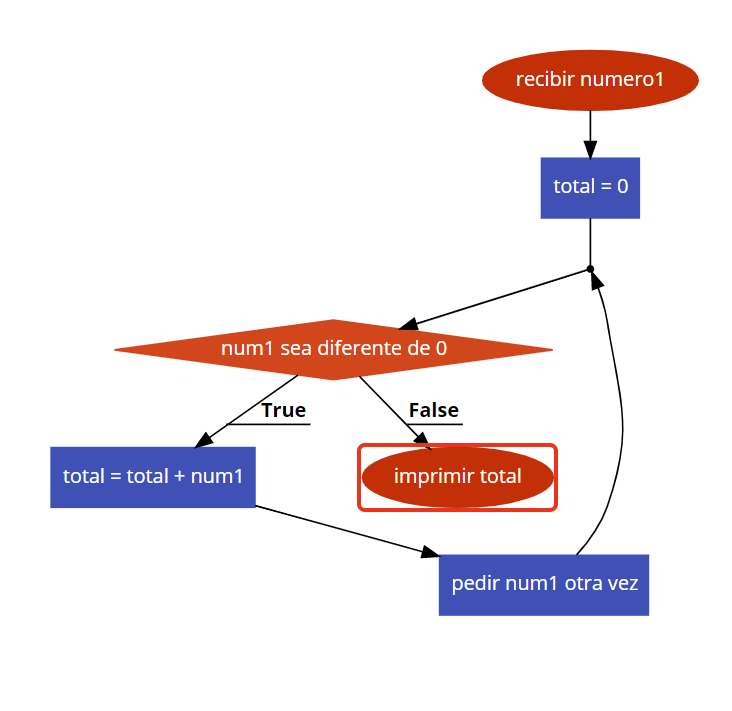 recibir numero1
total = 0
num1 sea diferente de 0
True
False
total = total + num1
imprimir total
pedir num1 otra vez